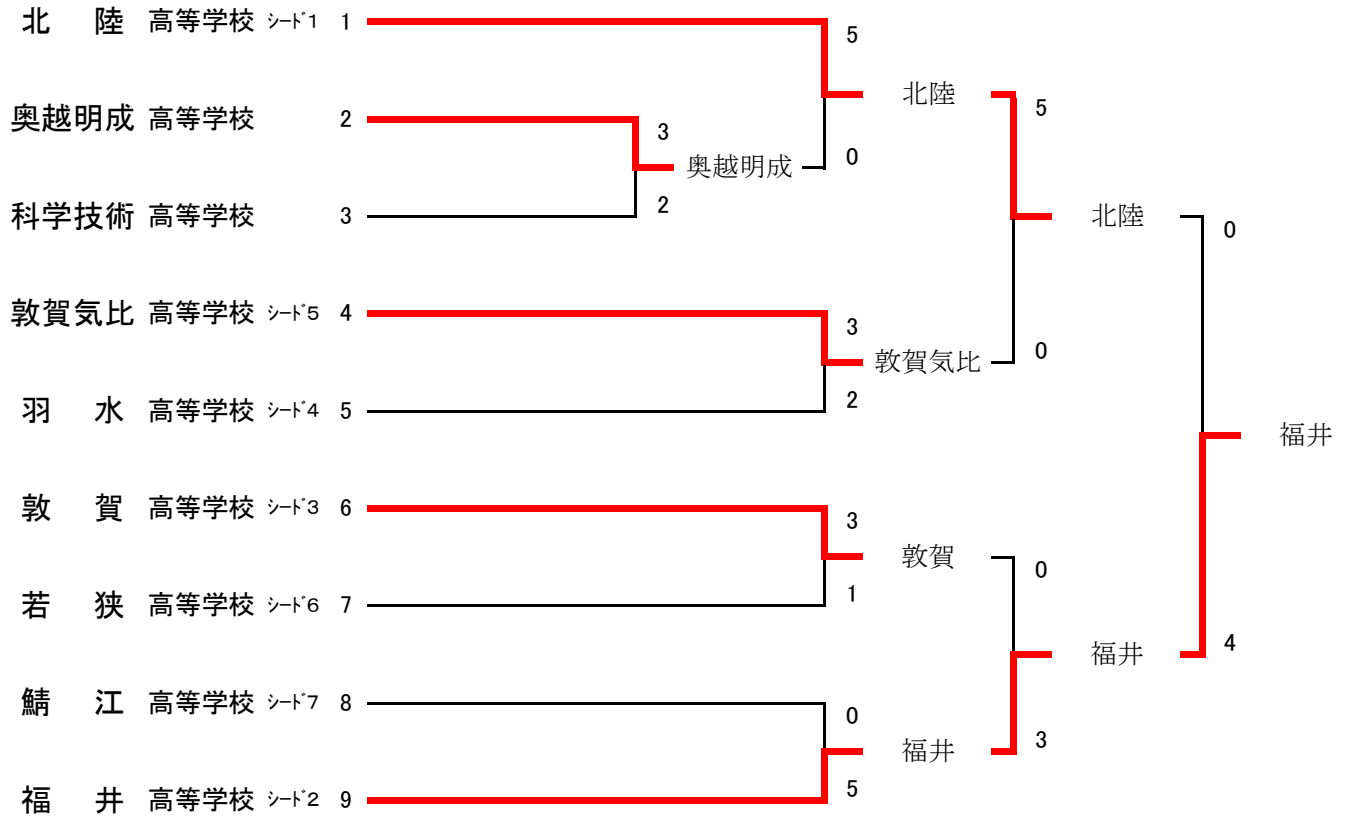 北　陸 高等学校 ｼｰﾄﾞ1 1
5
北陸
5
奥越明成 高等学校 2
3
奥越明成
0
2
科学技術 高等学校 3
北陸
0
敦賀気比 高等学校 ｼｰﾄﾞ5 4
3
敦賀気比
0
2
羽　水 高等学校 ｼｰﾄﾞ4 5
福井
敦　賀 高等学校 ｼｰﾄﾞ3 6
3
敦賀
0
1
若　狭 高等学校 ｼｰﾄﾞ6 7
福井
4
鯖　江 高等学校 ｼｰﾄﾞ7 8
0
福井
3
5
福　井 高等学校 ｼｰﾄﾞ2 9